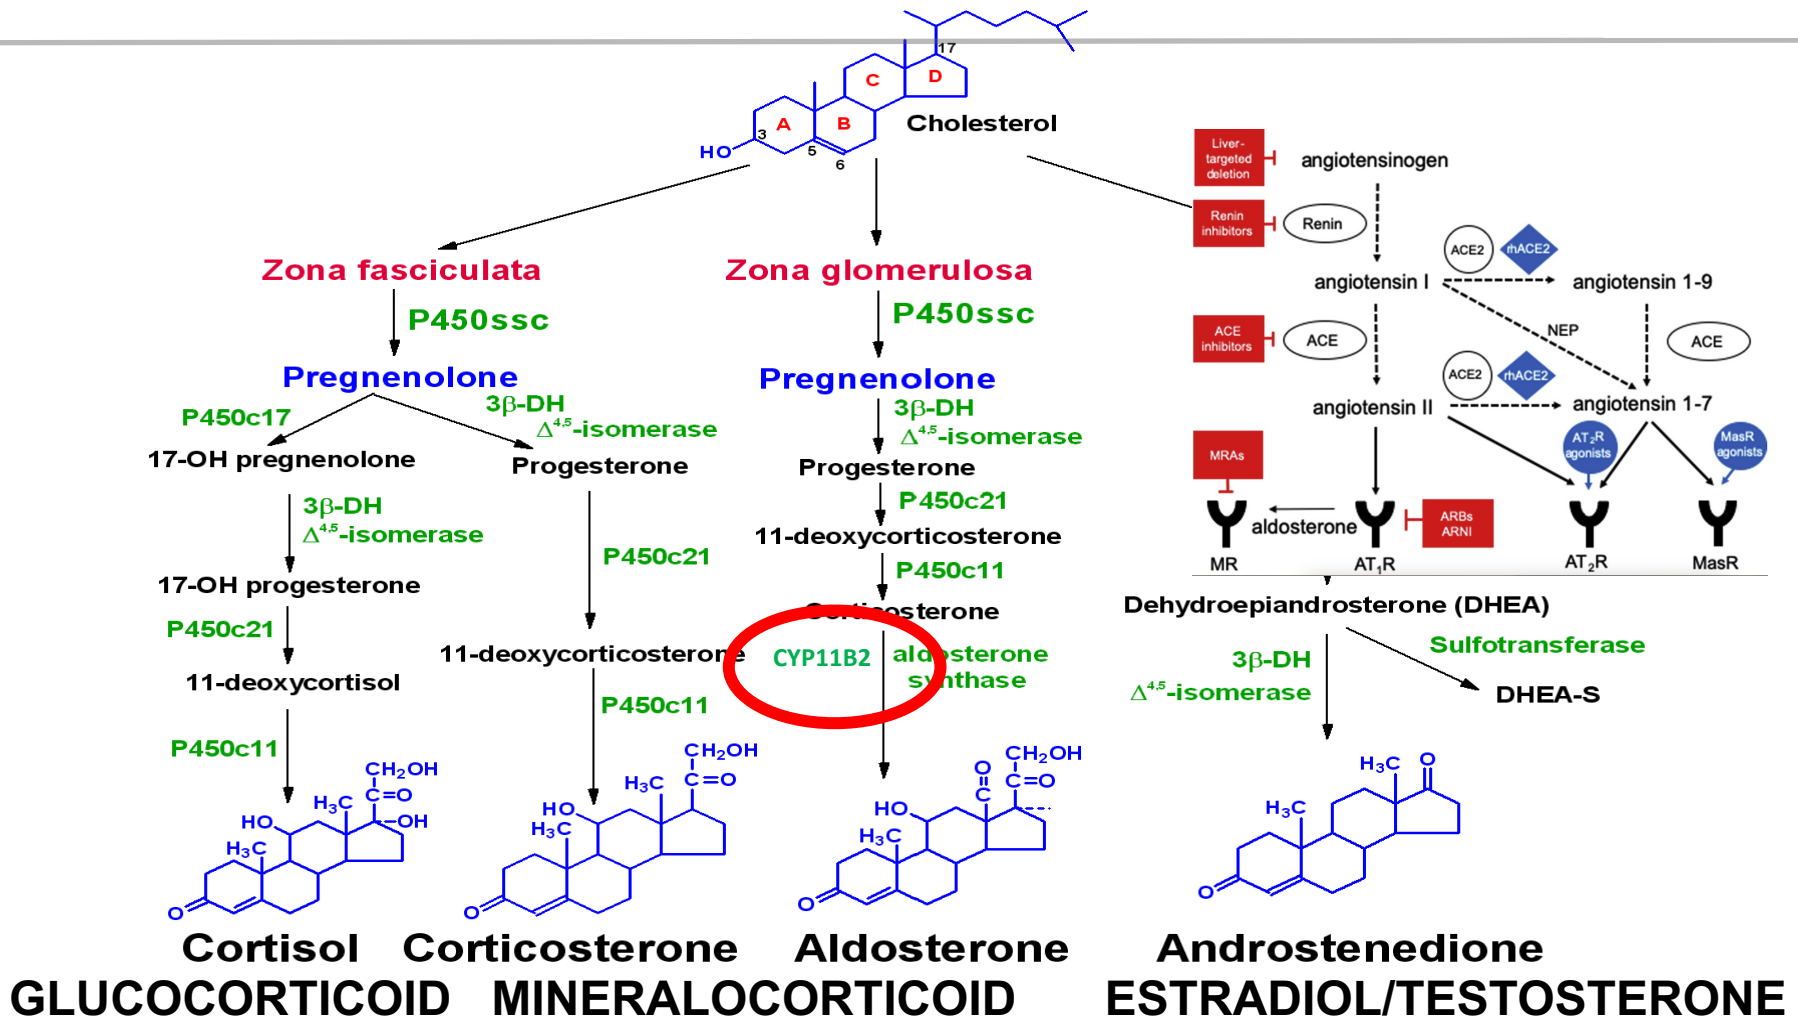 17
C
D
A
B
3
5
6
HO
Cholesterol
Zona fasciculata
P450ssc
Pregnenolone
P450c17
3β-DH
Δ4,5-isomerase
17-OH pregnenolone
Progesterone
3β-DH
Δ4,5-isomerase
P450c21
17-OH progesterone
P450c21
11-deoxycorticosterone
11-deoxycortisol
P450c11
P450c11
CH2OH
C=O
H3C
OH
HO
H3C
O
Cortisol
CH2OH
C=O
H3C
HO
H3C
O
Corticosterone
Zona glomerulosa
P450ssc
Pregnenolone
3β-DH
Δ4,5-isomerase
Progesterone
P450c21
11-deoxycorticosterone
P450c11
Corticosterone
CYP11B2
aldosterone
synthase
CH2OH
O
C=O
C
HO
H3C
O
Aldosterone
Liver-
targeted
deletion
angiotensinogen
Renin
inhibitors
Renin
ACE2
rhACE2
angiotensin I
angiotensin 1-9
ACE
inhibitors
ACE
NEP
ACE
ACE2
rhACE2
angiotensin II
angiotensin 1-7
MRAs
AT2R
agonists
MasR
agonists
aldosterone
ARBs
ARNI
MR
AT1R
AT2R
MasR
Dehydroepiandrosterone (DHEA)
Sulfotransferase
3β-DH
Δ4,5-isomerase
DHEA-S
H3C
O
H3C
O
Androstenedione
GLUCOCORTICOID
MINERALOCORTICOID
ESTRADIOL/TESTOSTERONE